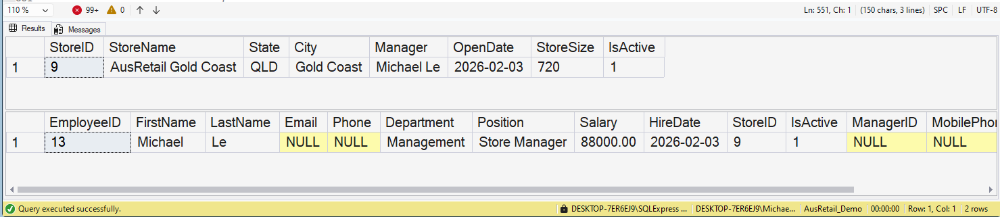 110 % 99+ 0 Ln: 551, Ch: 1 (150 chars, 3 lines) SPC LF UTF-8
Results Messages
StoreID StoreName State City Manager OpenDate StoreSize IsActive
1 9 AusRetail Gold Coast QLD Gold Coast Michael Le 2026-02-03 720 1
EmployeeID FirstName LastName Email Phone Department Position Salary HireDate StoreID IsActive ManagerID MobilePhon
1 13 Michael Le NULL NULL Management Store Manager 88000.00 2026-02-03 9 1 NULL NULL
Query executed successfully. DESKTOP-7ER6EJ9\SQLExpress ... DESKTOP-7ER6EJ9\Michae... AusRetail_Demo 00:00:00 Row: 1, Col: 1 2 rows